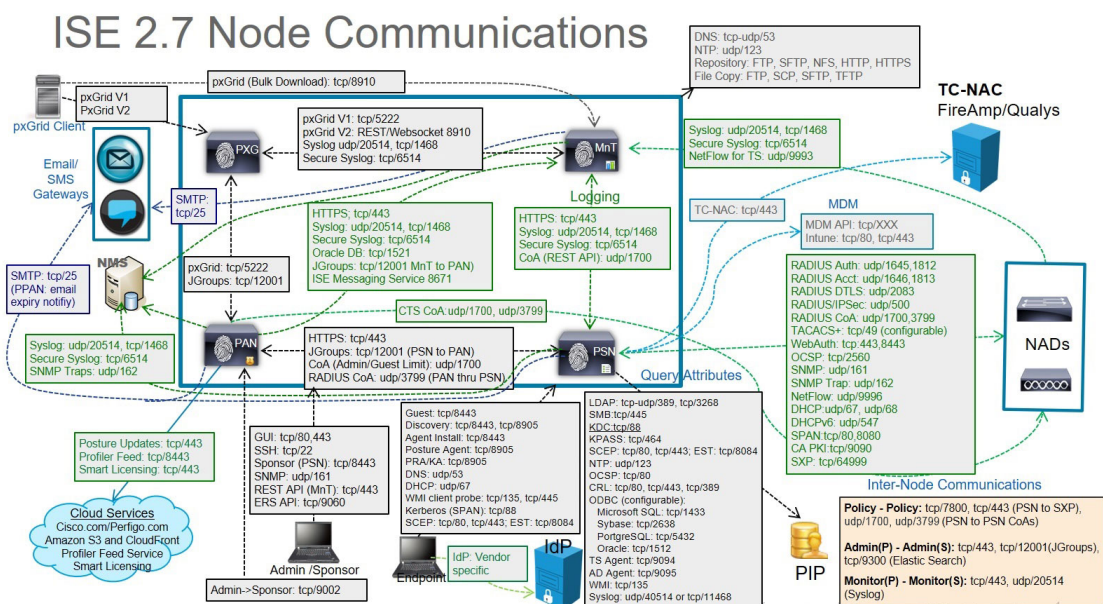 ISE 2.7 Node Communications
DNS: tcp-udp/53
NTP: udp/123
Repository: FTP, SFTP, NFS, HTTP, HTTPS
File Copy: FTP, SCP, SFTP, TFTP
pxGrid (Bulk Download): tcp/8910
pxGrid V1
PxGrid V2
pxGrid Client
TC-NAC
FireAmp/Qualys
PXG
pxGrid V1: tcp/5222
pxGrid V2: REST/Websocket 8910
Syslog udp/20514, tcp/1468
Secure Syslog: tcp/6514
MnT
Logging
Syslog: udp/20514, tcp/1468
Secure Syslog: tcp/6514
NetFlow for TS: udp/9993
Email/
SMS
Gateways
SMTP:
tcp/25
HTTPS; tcp/443
Syslog: udp/20514, tcp/1468
Secure Syslog: tcp/6514
Oracle DB: tcp/1521
JGroups: tcp/12001 MnT to PAN)
ISE Messaging Service 8671
HTTPS: tcp/443
Syslog: udp/20514, tcp/1468
Secure Syslog: tcp/6514
CoA (REST API): udp/1700
TC-NAC: tcp/443
MDM
MDM API: tcp/XXX
Intune: tcp/80, tcp/443
NMS
SMTP: tcp/25
(PPAN: email
expiry notifiy)
pxGrid: tcp/5222
JGroups: tcp/12001
CTS CoA:udp/1700, udp/3799
RADIUS Auth: udp/1645,1812
RADIUS Acct: udp/1646,1813
RADIUS DTLS: udp/2083
RADIUS/IPSec: udp/500
RADIUS CoA: udp/1700,3799
TACACS+: tcp/49 (configurable)
WebAuth: tcp:443,8443
OCSP: tcp/2560
SNMP: udp/161
SNMP Trap: udp/162
NetFlow: udp/9996
DHCP:udp/67, udp/68
DHCPv6: udp/547
SPAN:tcp/80,8080
CA PKI:tcp/9090
SXP: tcp/64999
NADs
Syslog: udp/20514, tcp/1468
Secure Syslog: tcp/6514
SNMP Traps: udp/162
PAN
HTTPS: tcp/443
JGroups: tcp/12001 (PSN to PAN)
CoA (Admin/Guest Limit): udp/1700
RADIUS CoA: udp/3799 (PAN thru PSN)
PSN
Query Attributes
Posture Updates: tcp/443
Profiler Feed: tcp/8443
Smart Licensing: tcp/443
GUI: tcp/80,443
SSH: tcp/22
Sponsor (PSN): tcp/8443
SNMP: udp/161
REST API (MnT): tcp/443
ERS API: tcp/9060
Guest: tcp/8443
Discovery: tcp/8443, tcp/8905
Agent Install: tcp/8443
Posture Agent: tcp/8905
PRA/KA: tcp/8905
DNS: udp/53
DHCP: udp/67
WMI client probe: tcp/135, tcp/445
Kerberos (SPAN): tcp/88
SCEP: tcp/80, tcp/443; EST: tcp/8084
LDAP: tcp-udp/389, tcp/3268
SMB:tcp/445
KDC:tcp/88
KPASS: tcp/464
SCEP: tcp/80, tcp/443; EST: tcp/8084
NTP: udp/123
OCSP: tcp/80
CRL: tcp/80, tcp/443, tcp/389
ODBC (configurable):
Microsoft SQL: tcp/1433
Sybase: tcp/2638
PortgreSQL: tcp/5432
Oracle: tcp/1512
TS Agent: tcp/9094
AD Agent: tcp/9095
WMI: tcp/135
Syslog: udp/40514 or tcp/11468
Cloud Services
Cisco.com/Perfigo.com
Amazon S3 and CloudFront
Profiler Feed Service
Smart Licensing
Admin /Sponsor
Admin->Sponsor: tcp/9002
Endpoint
IdP: Vendor
specific
IdP
PIP
Inter-Node Communications
Policy - Policy: tcp/7800, tcp/443 (PSN to SXP),
udp/1700, udp/3799 (PSN to PSN CoAs)
Admin(P) - Admin(S): tcp/443, tcp/12001(JGroups),
tcp/9300 (Elastic Search)
Monitor(P) - Monitor(S): tcp/443, udp/20514
(Syslog)